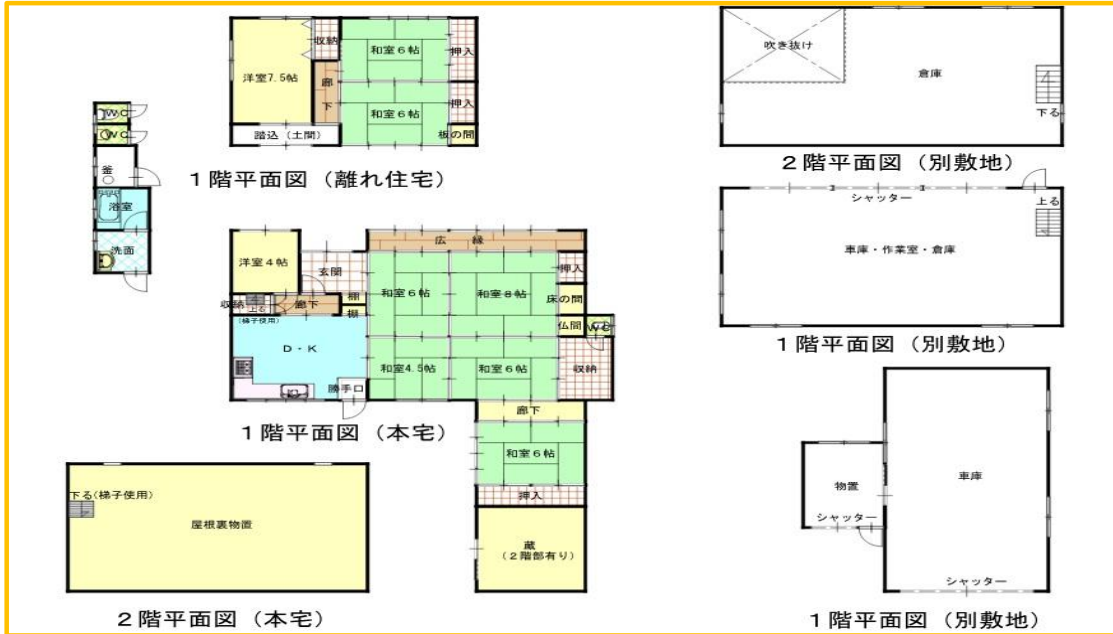 収納
和室６帖
押入
洋室7.5帖
廊
下
和室６帖
押入
踏込（土間）
板の間
１階平面図（離れ住宅）
ＷＣ
ＷＣ
釜
浴室
洗面
吹き抜け
倉庫
下る
２階平面図（別敷地）
シャッター
上る
車庫・作業室・倉庫
１階平面図（別敷地）
広縁
洋室４帖
玄関
押入
和室６帖
和室８帖
棚
床の間
収納
上る
廊下
棚
(梯子使用)
仏間
ＷＣ
Ｄ・Ｋ
和室4.5帖
和室６帖
収納
勝手口
廊下
１階平面図（本宅）
和室６帖
押入
蔵
（２階部有り）
下る(梯子使用)
屋根裏物置
２階平面図（本宅）
車庫
物置
シャッター
シャッター
１階平面図（別敷地）